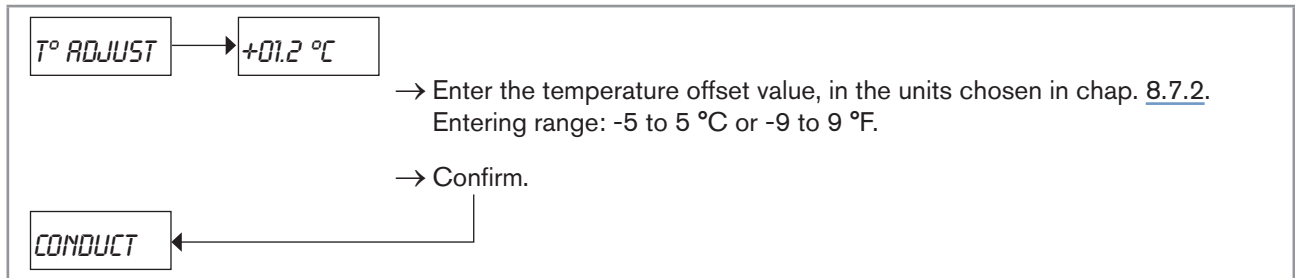 T° ADJUST
+01.2 °C
→ Enter the temperature offset value, in the units chosen in chap. 8.7.2.
Entering range: -5 to 5 °C or -9 to 9 °F.
→ Confirm.
CONDUCT